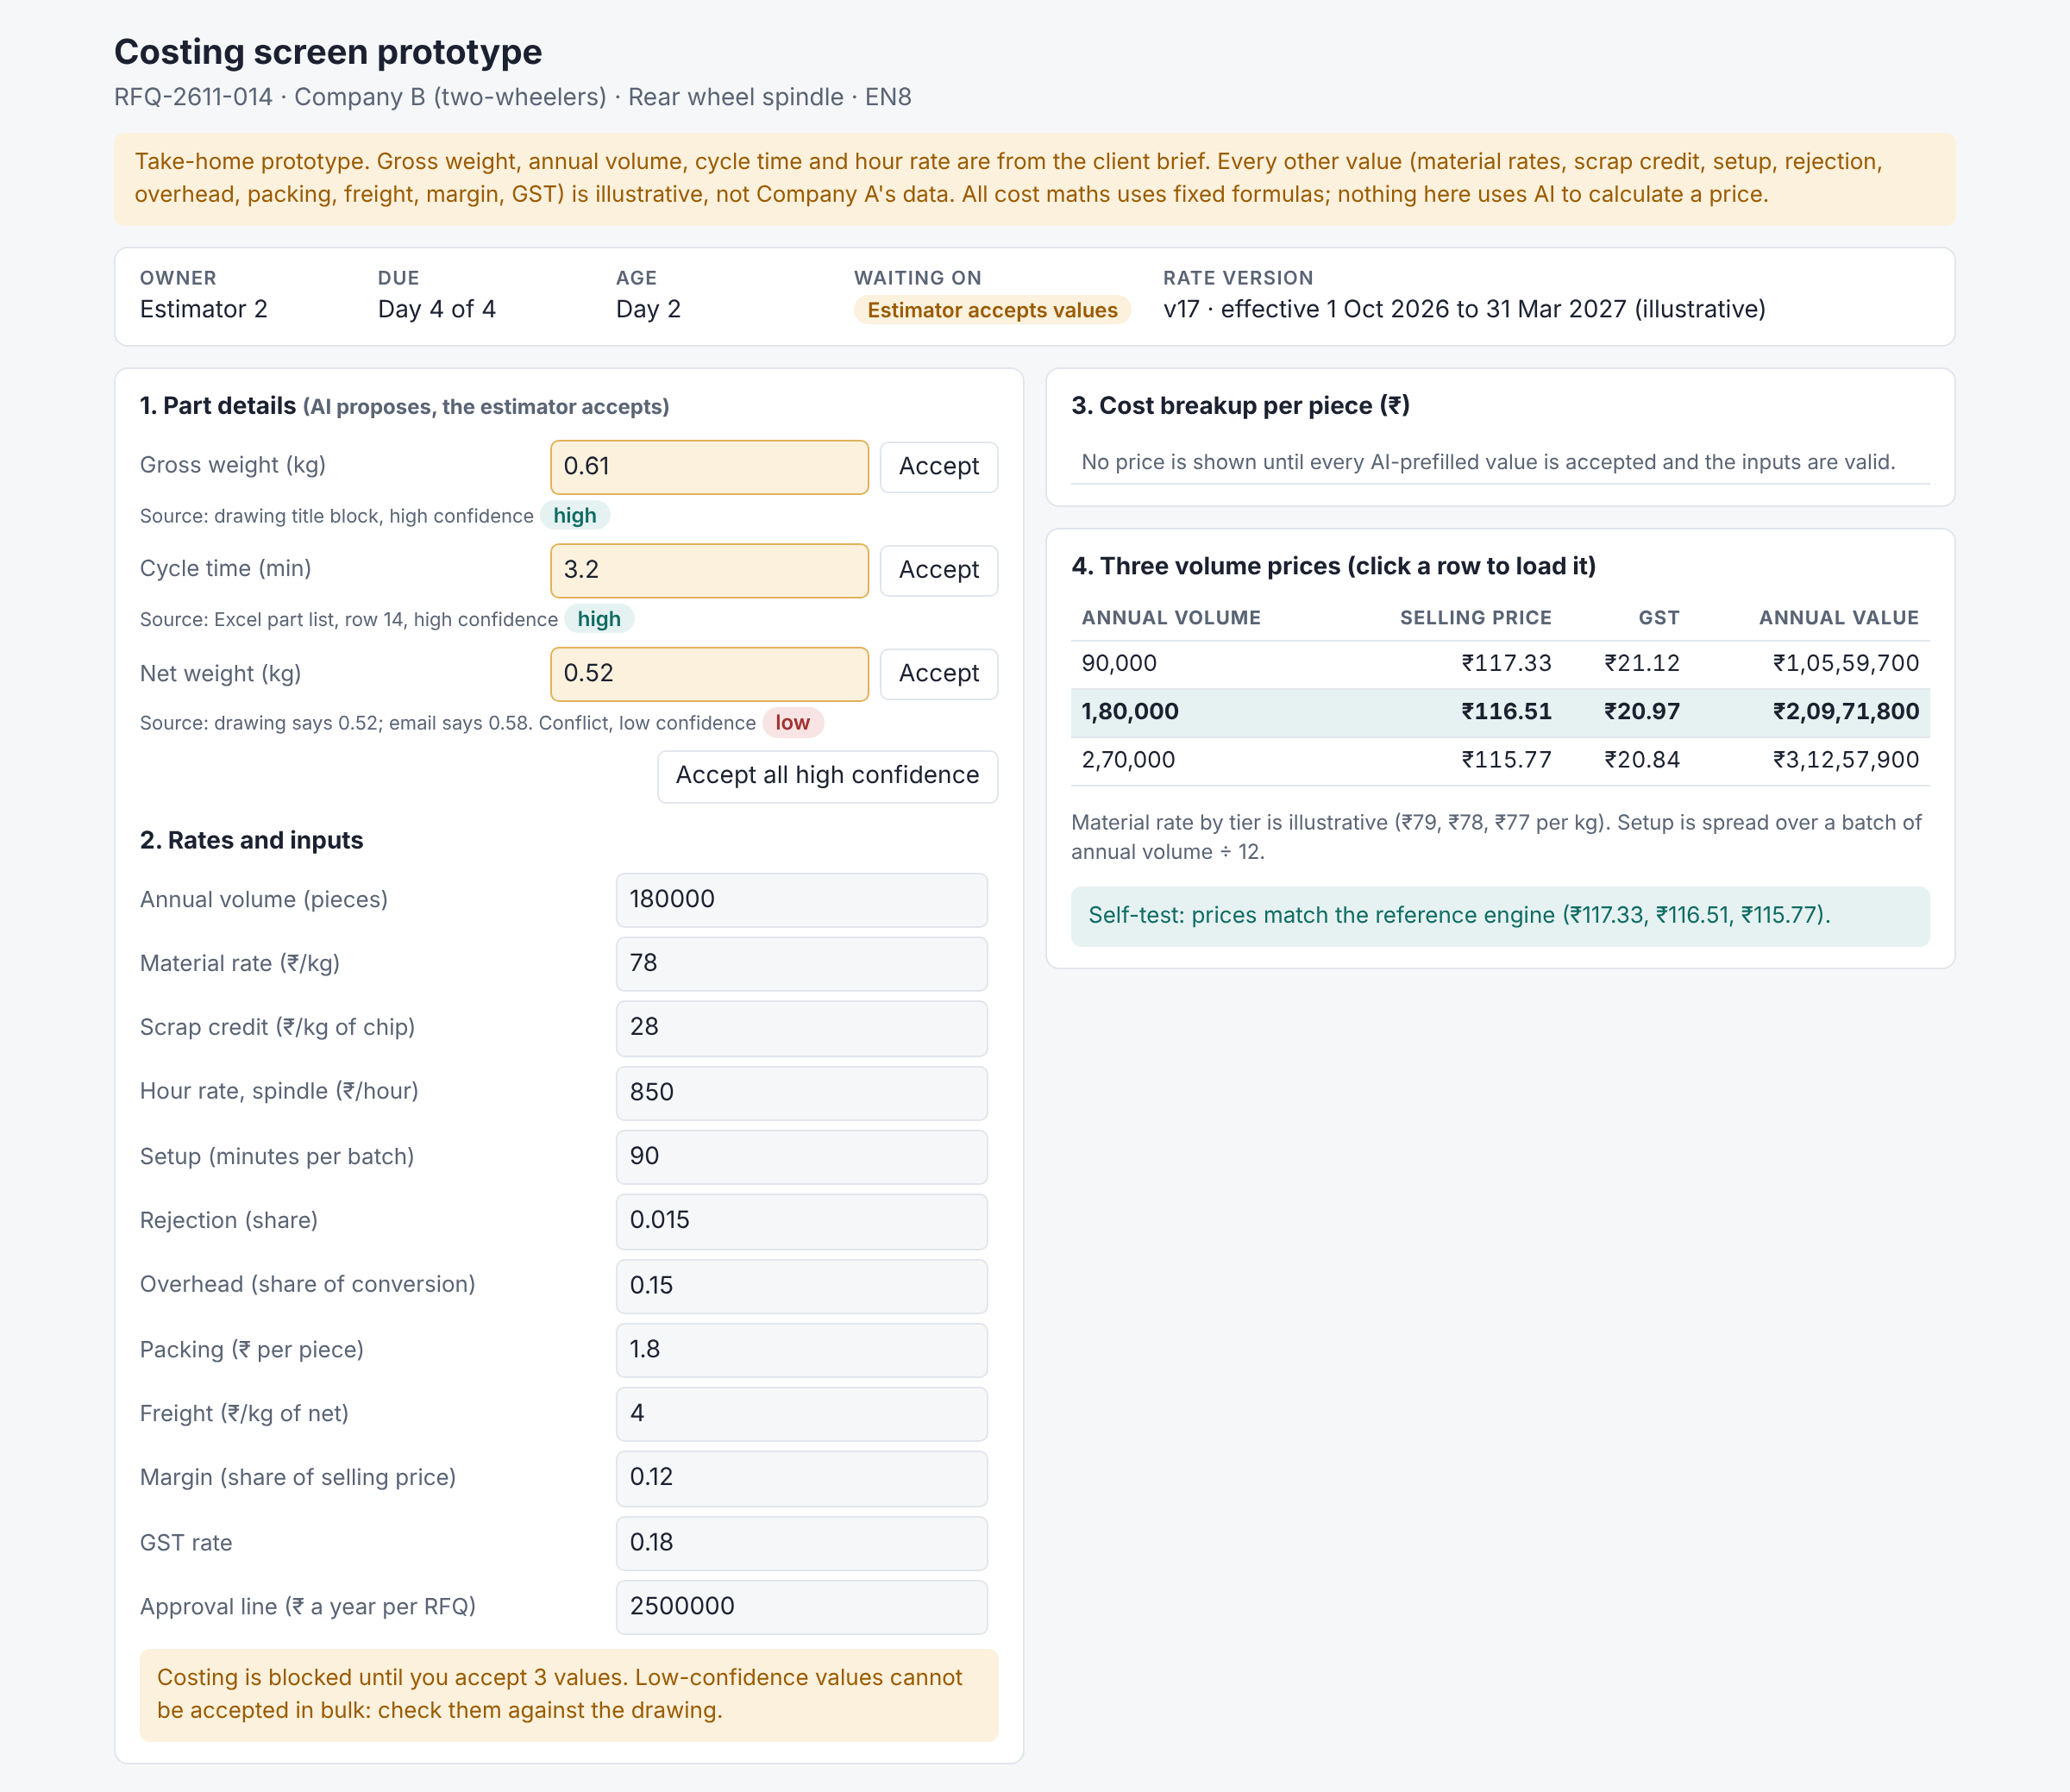 Costing screen prototype
RFQ-2611-014 · Company B (two-wheelers) · Rear wheel spindle · EN8
Take-home prototype. Gross weight, annual volume, cycle time and hour rate are from the client brief. Every other value (material rates, scrap credit, setup, rejection,
overhead, packing, freight, margin, GST) is illustrative, not Company A's data. All cost maths uses fixed formulas; nothing here uses AI to calculate a price.
OWNER
Estimator 2
DUE
Day 4 of 4
AGE
Day 2
WAITING ON
Estimator accepts values
RATE VERSION
v17 · effective 1 Oct 2026 to 31 Mar 2027 (illustrative)
1. Part details (AI proposes, the estimator accepts)
Gross weight (kg) 0.61 Accept
Source: drawing title block, high confidence high
Cycle time (min) 3.2 Accept
Source: Excel part list, row 14, high confidence high
Net weight (kg) 0.52 Accept
Source: drawing says 0.52; email says 0.58. Conflict, low confidence low
Accept all high confidence
2. Rates and inputs
Annual volume (pieces) 180000
Material rate (₹/kg) 78
Scrap credit (₹/kg of chip) 28
Hour rate, spindle (₹/hour) 850
Setup (minutes per batch) 90
Rejection (share) 0.015
Overhead (share of conversion) 0.15
Packing (₹ per piece) 1.8
Freight (₹/kg of net) 4
Margin (share of selling price) 0.12
GST rate 0.18
Approval line (₹ a year per RFQ) 2500000
Costing is blocked until you accept 3 values. Low-confidence values cannot
be accepted in bulk: check them against the drawing.
3. Cost breakup per piece (₹)
No price is shown until every AI-prefilled value is accepted and the inputs are valid.
4. Three volume prices (click a row to load it)
ANNUAL VOLUME SELLING PRICE GST ANNUAL VALUE
90,000 ₹117.33 ₹21.12 ₹1,05,59,700
1,80,000 ₹116.51 ₹20.97 ₹2,09,71,800
2,70,000 ₹115.77 ₹20.84 ₹3,12,57,900
Material rate by tier is illustrative (₹79, ₹78, ₹77 per kg). Setup is spread over a batch of
annual volume ÷ 12.
Self-test: prices match the reference engine (₹117.33, ₹116.51, ₹115.77).